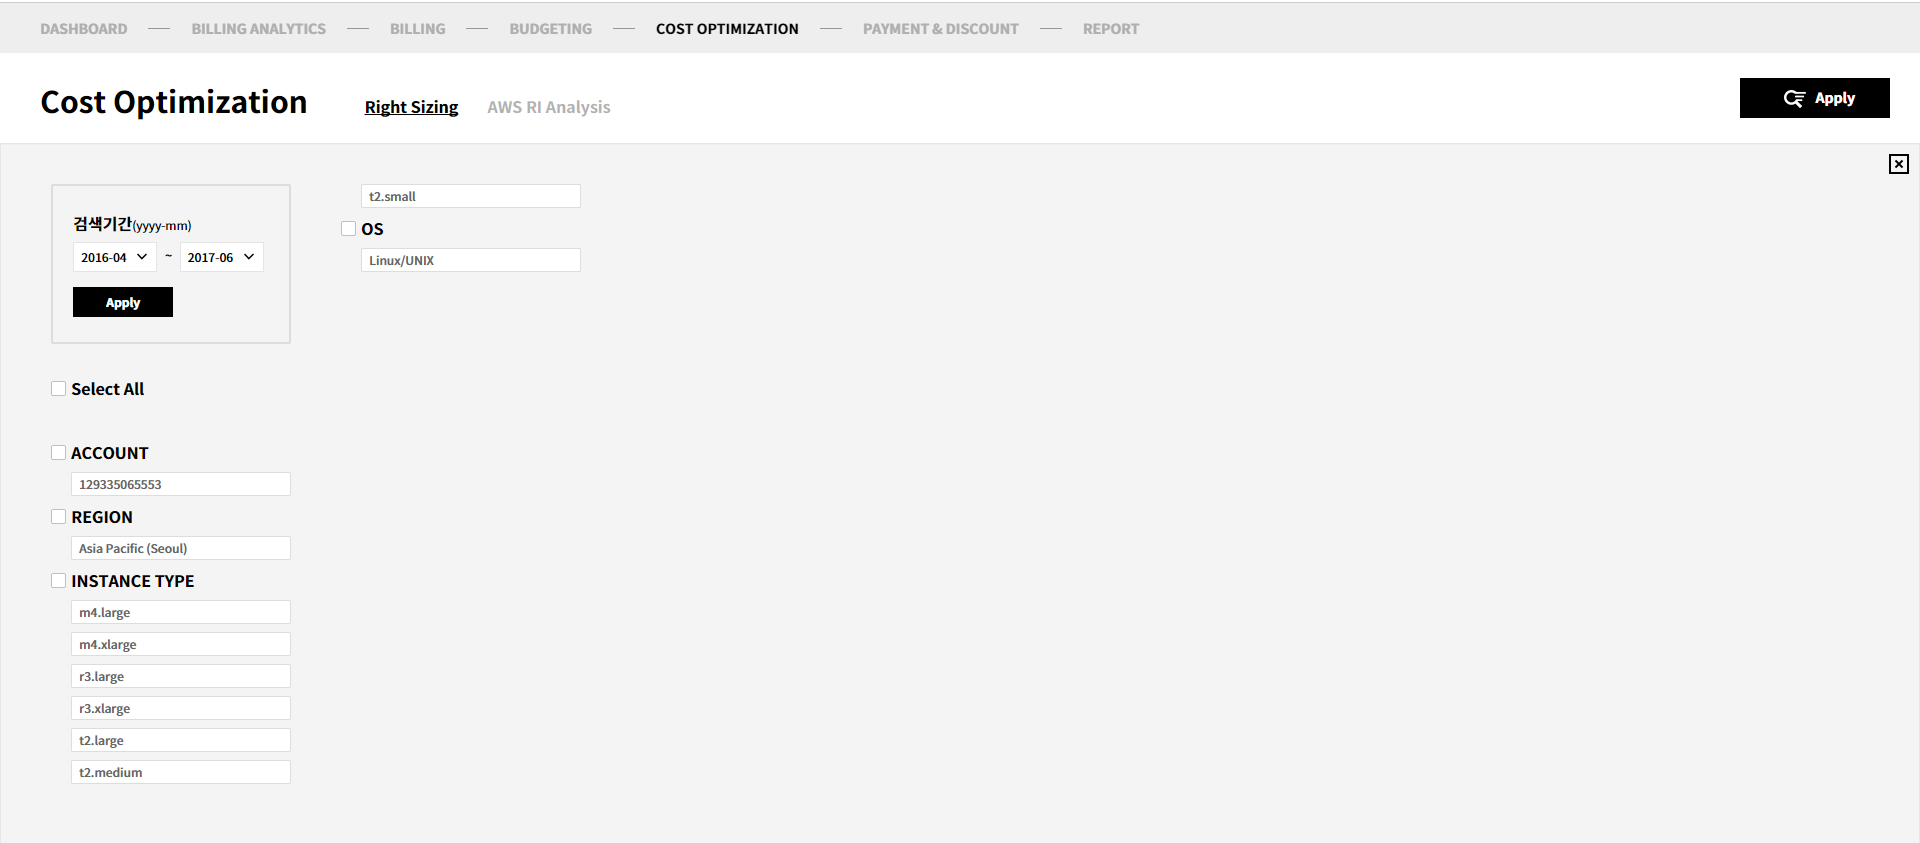 DASHBOARD — BILLING ANALYTICS — BILLING — BUDGETING — COST OPTIMIZATION — PAYMENT & DISCOUNT — REPORT
Cost Optimization Right Sizing AWS RI Analysis Apply
검색기간(yyyy-mm)
2016-04 ~ 2017-06
Apply
Select All
ACCOUNT
129335065553
REGION
Asia Pacific (Seoul)
INSTANCE TYPE
m4.large
m4.xlarge
r3.large
r3.xlarge
t2.large
t2.medium
t2.small
OS
Linux/UNIX